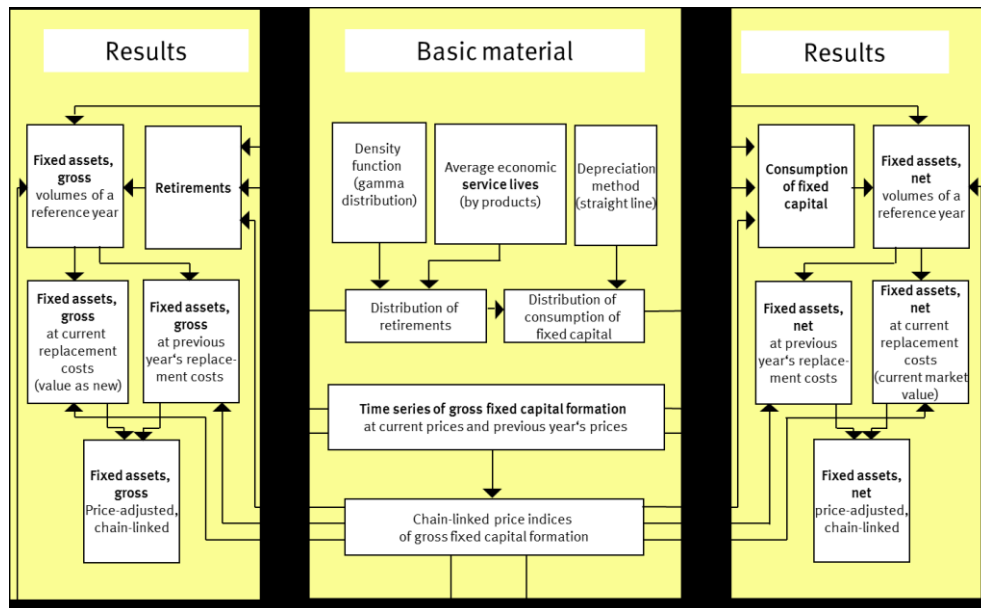 Results
Basic material
Results
Fixed assets,
gross
volumes of a
reference year
Retirements
Density
function
(gamma
distribution)
Average economic
service lives
(by products)
Depreciation
method
(straight line)
Consumption
of fixed
capital
Fixed assets,
net
volumes of a
reference year
Fixed assets,
gross
at current
replacement
costs
(value as new)
Fixed assets,
gross
at previous
year‘s replace-
ment costs
Distribution of
retirements
Distribution of
consumption of
fixed capital
Fixed assets,
net
at previous
year‘s replace-
ment costs
Fixed assets,
net
at current
replacement
costs
(current market
value)
Time series of gross fixed capital formation
at current prices and previous year‘s prices
Fixed assets,
gross
Price-adjusted,
chain-linked
Chain-linked price indices
of gross fixed capital formation
Fixed assets,
net
price-adjusted,
chain-linked